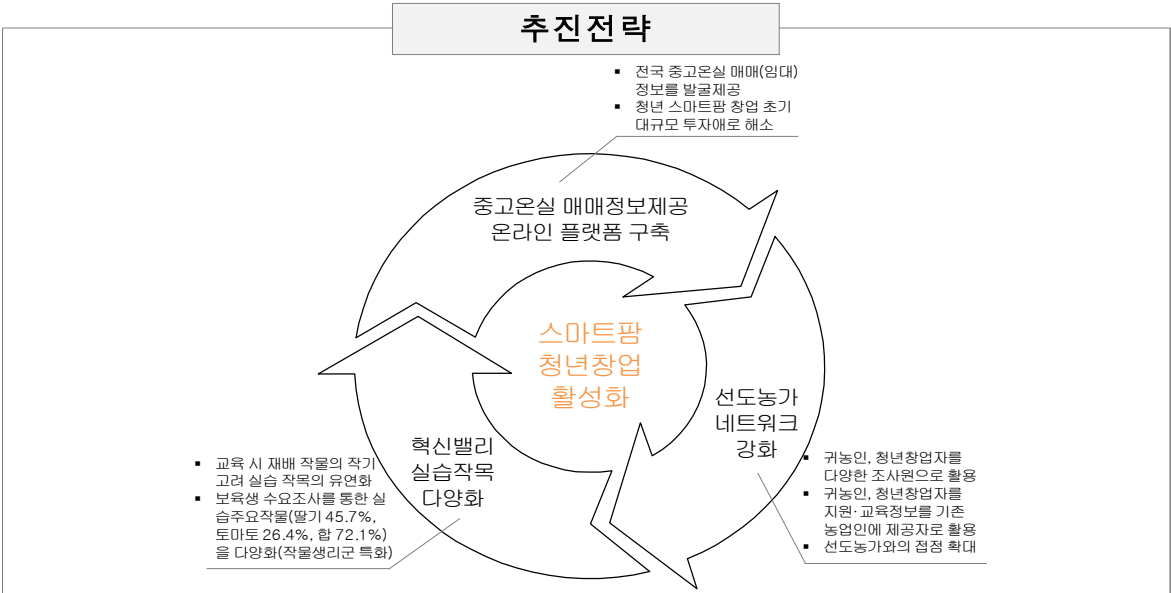 추진전략
▪ 전국 중고온실 매매(임대)
정보를 발굴제공
▪ 청년 스마트팜 창업 초기
대규모 투자애로 해소
중고온실 매매정보제공
온라인 플랫폼 구축
스마트팜
청년창업
활성화
선도농가
네트워크
강화
▪ 귀농인, 청년창업자를
다양한 조사원으로 활용
▪ 귀농인, 청년창업자를
지원·교육정보를 기존
농업인에 제공자로 활용
▪ 선도농가와의 접점 확대
혁신밸리
실습작목
다양화
▪ 교육 시 재배 작물의 작기
고려 실습 작목의 유연화
▪ 보육생 수요조사를 통한 실
습주요작물(딸기 45.7%,
토마토 26.4%, 합 72.1%)
을 다양화(작물생리군 특화)